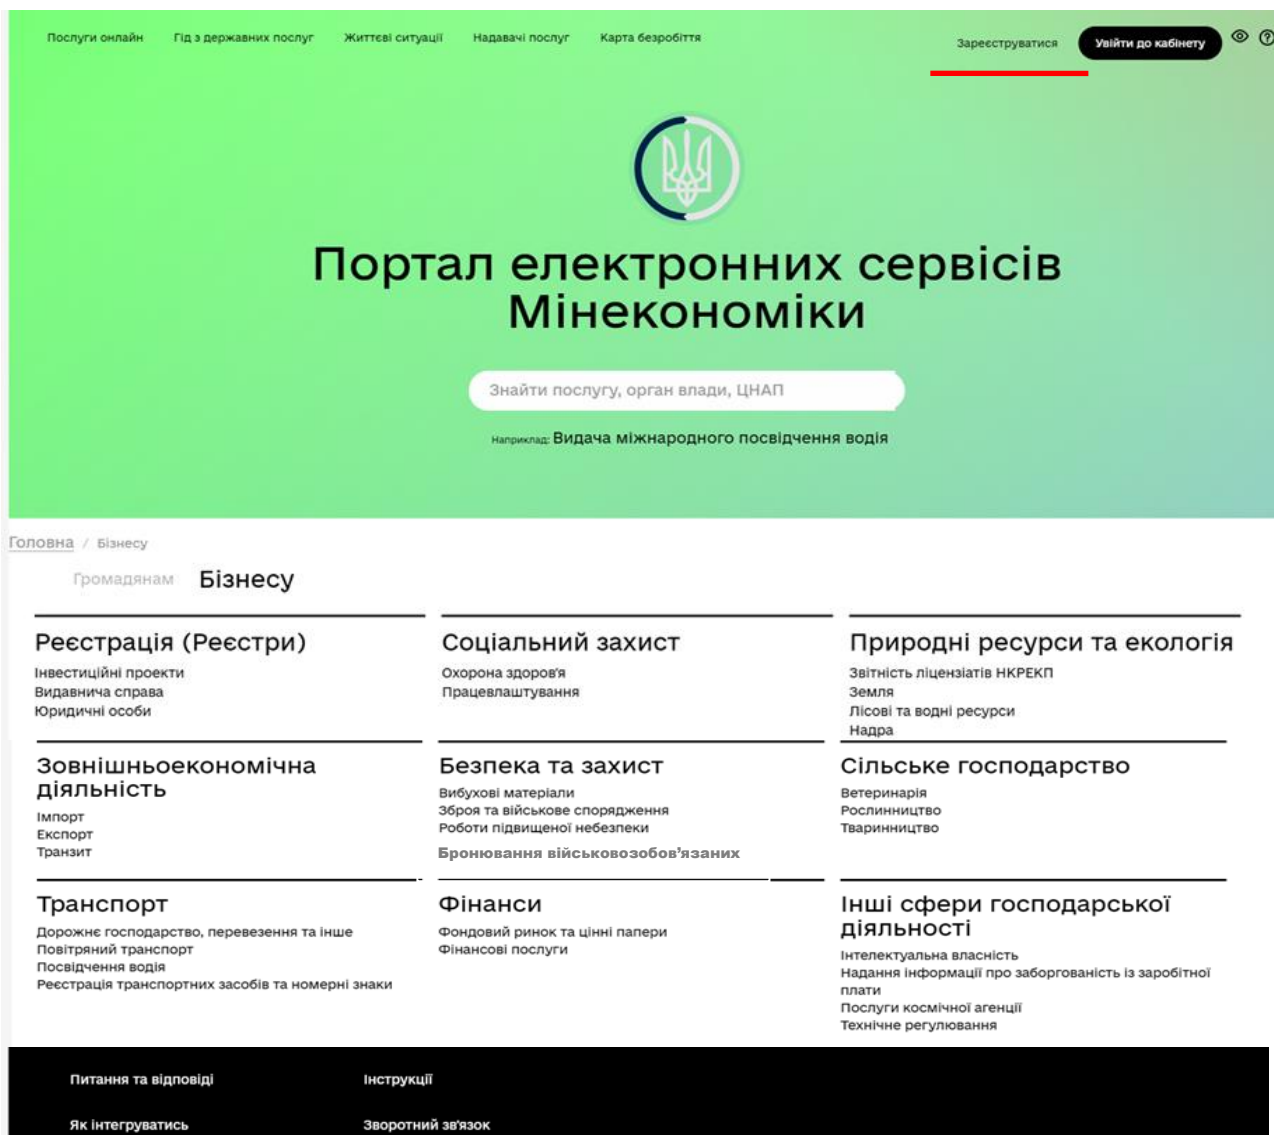 Послуги онлайн Гід з державних послуг Життєві ситуації Надавачі послуг Карта безробіття Зареєструватися Увійти до кабінету
Портал електронних сервісів
Мінекономіки
Знайти послугу, орган влади, ЦНАП
Наприклад: Видача міжнародного посвідчення водія
Головна / Бізнесу
Громадянам Бізнесу
Реєстрація (Реєстри)
Інвестиційні проекти
Видавнича справа
Юридичні особи
Соціальний захист
Охорона здоров'я
Працевлаштування
Природні ресурси та екологія
Звітність ліцензіатів НКРЕКП
Земля
Лісові та водні ресурси
Надра
Зовнішньоекономічна
діяльність
Імпорт
Експорт
Транзит
Безпека та захист
Вибухові матеріали
Зброя та військове спорядження
Роботи підвищеної небезпеки
Бронювання військовозобов'язаних
Сільське господарство
Ветеринарія
Рослинництво
Тваринництво
Транспорт
Дорожнє господарство, перевезення та інше
Повітряний транспорт
Посвідчення водія
Реєстрація транспортних засобів та номерні знаки
Фінанси
Фондовий ринок та цінні папери
Фінансові послуги
Інші сфери господарської
діяльності
Інтелектуальна власність
Надання інформації про заборгованість із заробітної
плати
Послуги космічної агенції
Технічне регулювання
Питання та відповіді Інструкції
Як інтегруватись Зворотний зв'язок